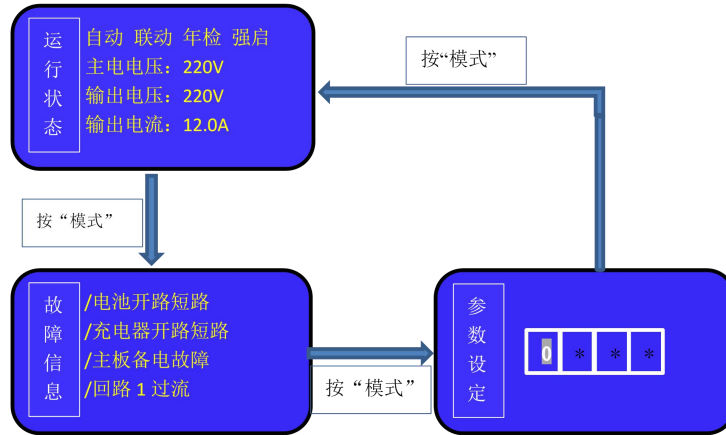 运行状态
自动 联动 年检 强启
主电电压：220V
输出电压：220V
输出电流：12.0A
按“模式”
按“模式”
故障信息
/电池开路短路
/充电器开路短路
/主板备电故障
/回路 1 过流
按“模式”
参数设定
0 * * *